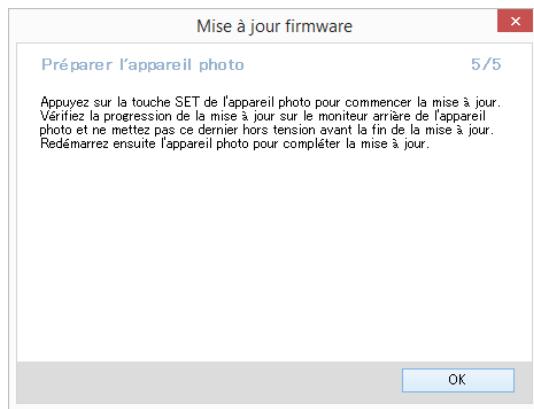 Mise à jour firmware
Préparer l'appareil photo 5/5
Appuyez sur la touche SET de l'appareil photo pour commencer la mise à jour.
Vérifiez la progression de la mise à jour sur le moniteur arrière de l'appareil
photo et ne mettez pas ce dernier hors tension avant la fin de la mise à jour.
Redémarrez ensuite l'appareil photo pour compléter la mise à jour.
OK